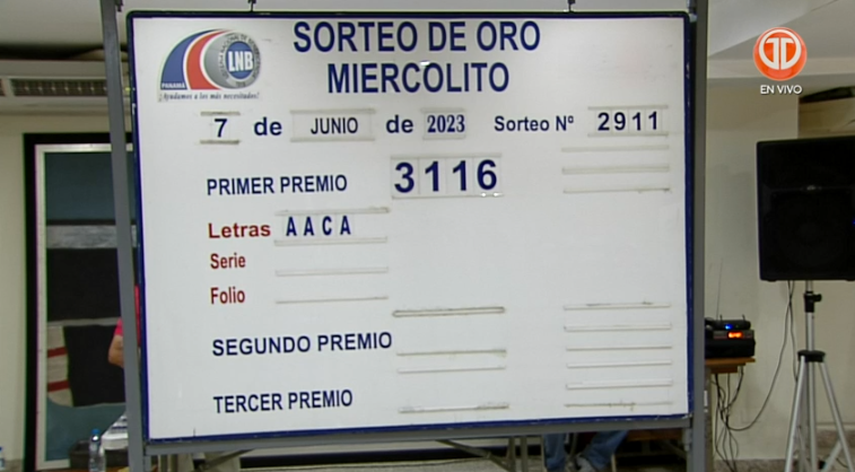 SORTEO DE ORO
MIERCOLITO
LNB
PANAMÁ
¡Ayudamos a los más necesitados!
EN VIVO
7 de JUNIO de 2023 Sorteo Nº 2911
PRIMER PREMIO 3116
Letras AACA
Serie
Folio
SEGUNDO PREMIO
TERCER PREMIO